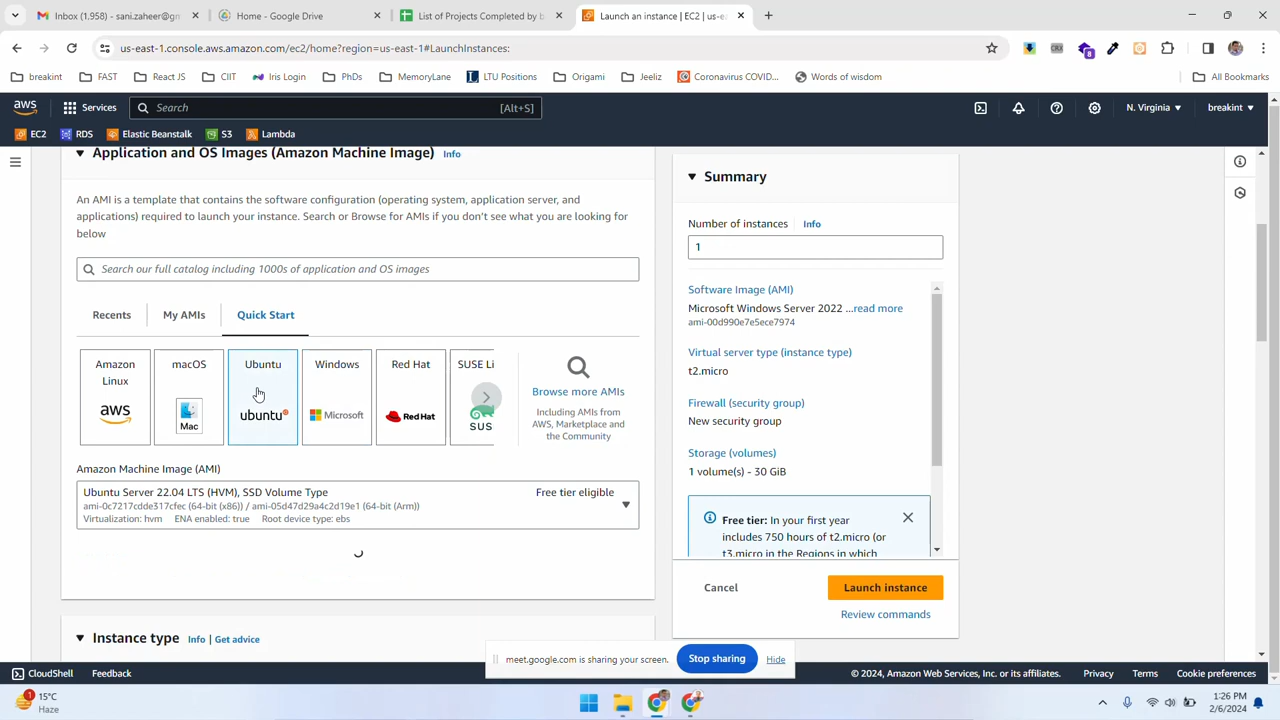 Inbox (1,958) - sani.zaheer@gm
Home - Google Drive
List of Projects Completed by b
Launch an instance | EC2 | us-e
us-east-1.console.aws.amazon.com/ec2/home?region=us-east-1#LaunchInstances:
8
breakint
FAST
React JS
CIIT
Iris Login
PhDs
MemoryLane
LTU Positions
Origami
Jeeliz
Coronavirus COVID...
Words of wisdom
All Bookmarks
aws
Services
Search
[Alt+S]
N. Virginia
breakint
EC2
RDS
Elastic Beanstalk
S3
Lambda
Application and OS Images (Amazon Machine Image) Info
An AMI is a template that contains the software configuration (operating system, application server, and
applications) required to launch your instance. Search or Browse for AMIs if you don't see what you are looking for
below
Search our full catalog including 1000s of application and OS images
Recents
My AMIs
Quick Start
Amazon
Linux
aws
macOS
Mac
Ubuntu
ubuntu
Windows
Microsoft
Red Hat
Red Hat
SUSE Li
SUS
Browse more AMIs
Including AMIs from
AWS, Marketplace and
the Community
Amazon Machine Image (AMI)
Ubuntu Server 22.04 LTS (HVM), SSD Volume Type
Free tier eligible
ami-0c7217cdde317cfec (64-bit (x86)) / ami-05d47d29a4c2d19e1 (64-bit (Arm))
Virtualization: hvm ENA enabled: true Root device type: ebs
Instance type Info | Get advice
Summary
Number of instances Info
1
Software Image (AMI)
Microsoft Windows Server 2022 ...read more
ami-00d990e7e5ece7974
Virtual server type (instance type)
t2.micro
Firewall (security group)
New security group
Storage (volumes)
1 volume(s) - 30 GiB
Free tier: In your first year
includes 750 hours of t2.micro (or
t3.micro in the Regions in which
Cancel
Launch instance
Review commands
meet.google.com is sharing your screen.
Stop sharing
Hide
CloudShell
Feedback
© 2024, Amazon Web Services, Inc. or its affiliates.
Privacy
Terms
Cookie preferences
1
15°C
Haze
1:26 PM
2/6/2024